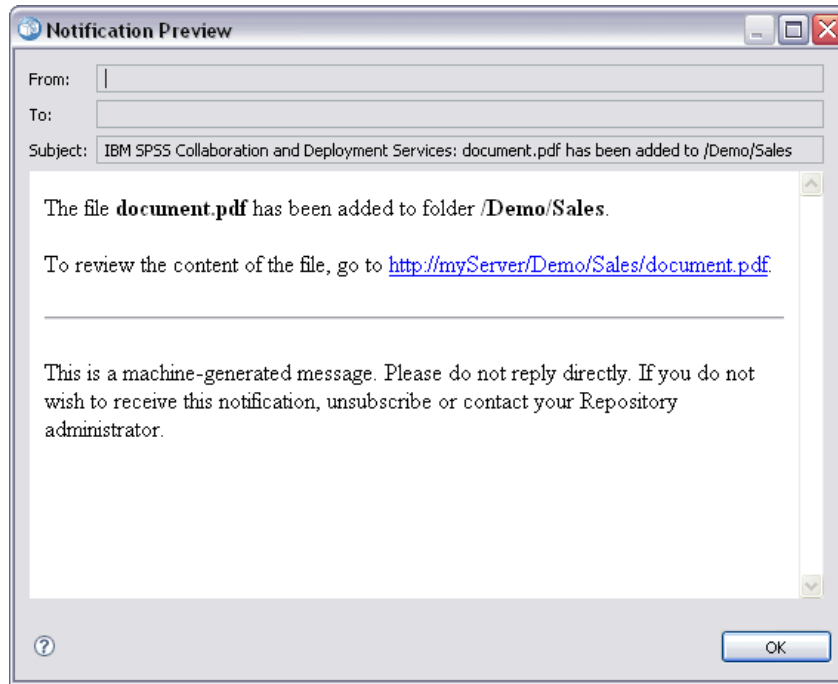 Notification Preview
From:
To:
Subject: IBM SPSS Collaboration and Deployment Services: document.pdf has been added to /Demo/Sales
The file document.pdf has been added to folder /Demo/Sales.
To review the content of the file, go to http://myServer/Demo/Sales/document.pdf.
This is a machine-generated message. Please do not reply directly. If you do not
wish to receive this notification, unsubscribe or contact your Repository
administrator.
?
OK